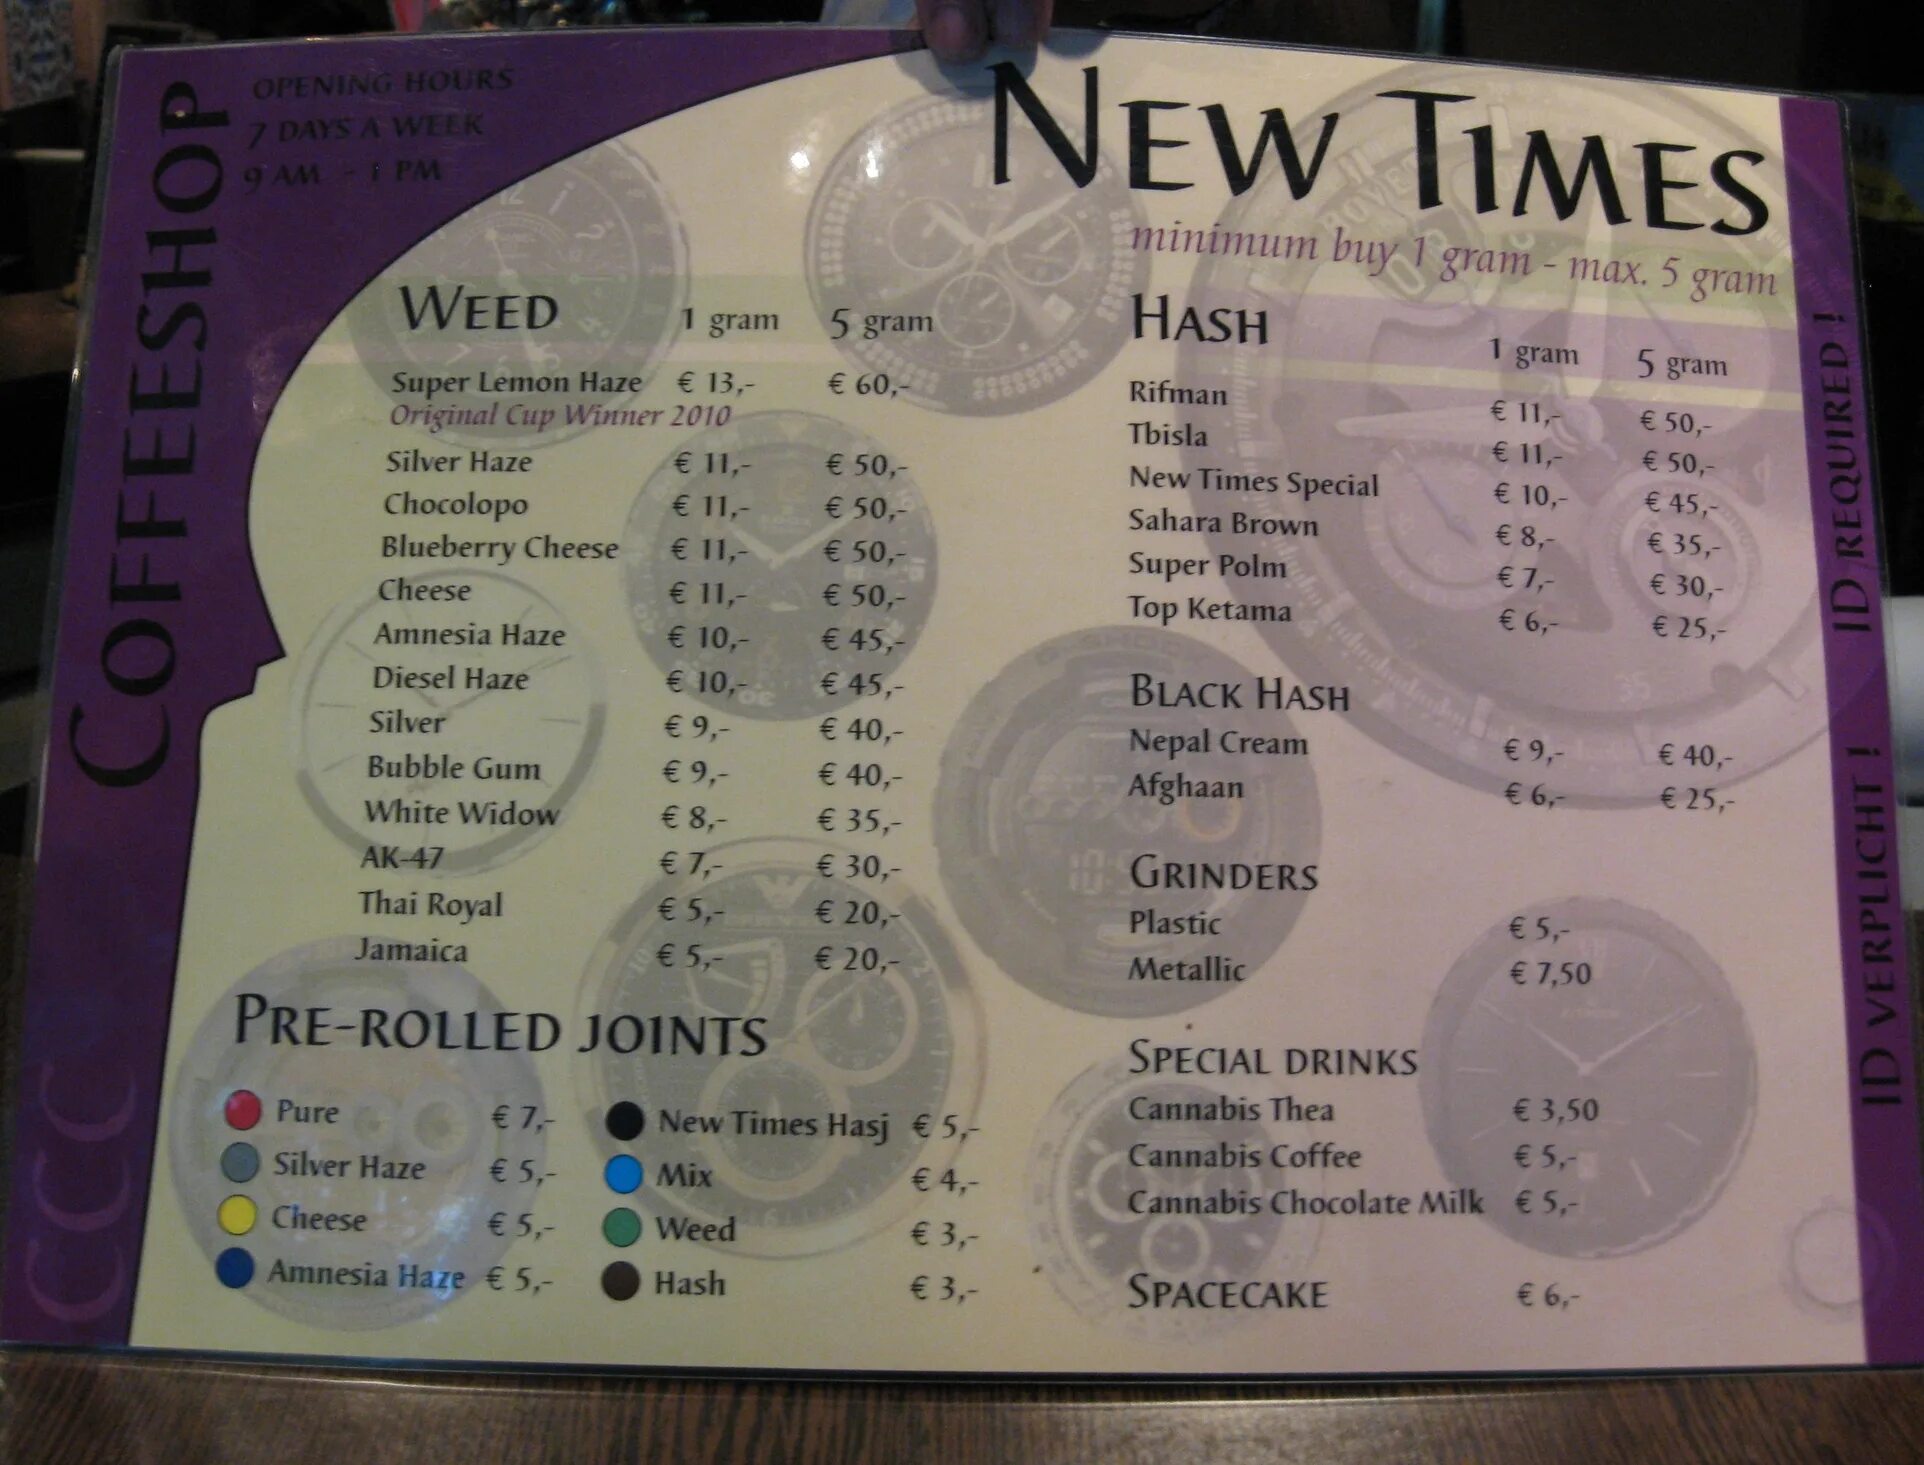 COFFEESHOP
OPENING HOURS
7 DAYS A WEEK
9 AM - 1 PM
NEW TIMES
minimum buy 1 gram - max. 5 gram
WEED 1 gram 5 gram
Super Lemon Haze € 13,- € 60,-
Original Cup Winner 2010
Silver Haze € 11,- € 50,-
Chocolopo € 11,- € 50,-
Blueberry Cheese € 11,- € 50,-
Cheese € 11,- € 50,-
Amnesia Haze € 10,- € 45,-
Diesel Haze € 10,- € 45,-
Silver € 9,- € 40,-
Bubble Gum € 9,- € 40,-
White Widow € 8,- € 35,-
AK-47 € 7,- € 30,-
Thai Royal € 5,- € 20,-
Jamaica € 5,- € 20,-
PRE-ROLLED JOINTS
Pure € 7,-
Silver Haze € 5,-
Cheese € 5,-
Amnesia Haze € 5,-
New Times Hasj € 5,-
Mix € 4,-
Weed € 3,-
Hash € 3,-
HASH 1 gram 5 gram
Rifman € 11,- € 50,-
Tbisla € 11,- € 50,-
New Times Special € 10,- € 45,-
Sahara Brown € 8,- € 35,-
Super Polm € 7,- € 30,-
Top Ketama € 6,- € 25,-
BLACK HASH
Nepal Cream € 9,- € 40,-
Afghaan € 6,- € 25,-
GRINDERS
Plastic € 5,-
Metallic € 7,50
SPECIAL DRINKS
Cannabis Thea € 3,50
Cannabis Coffee € 5,-
Cannabis Chocolate Milk € 5,-
SPACECAKE € 6,-
ID VERPLICHT ! ID REQUIRED !
CCC